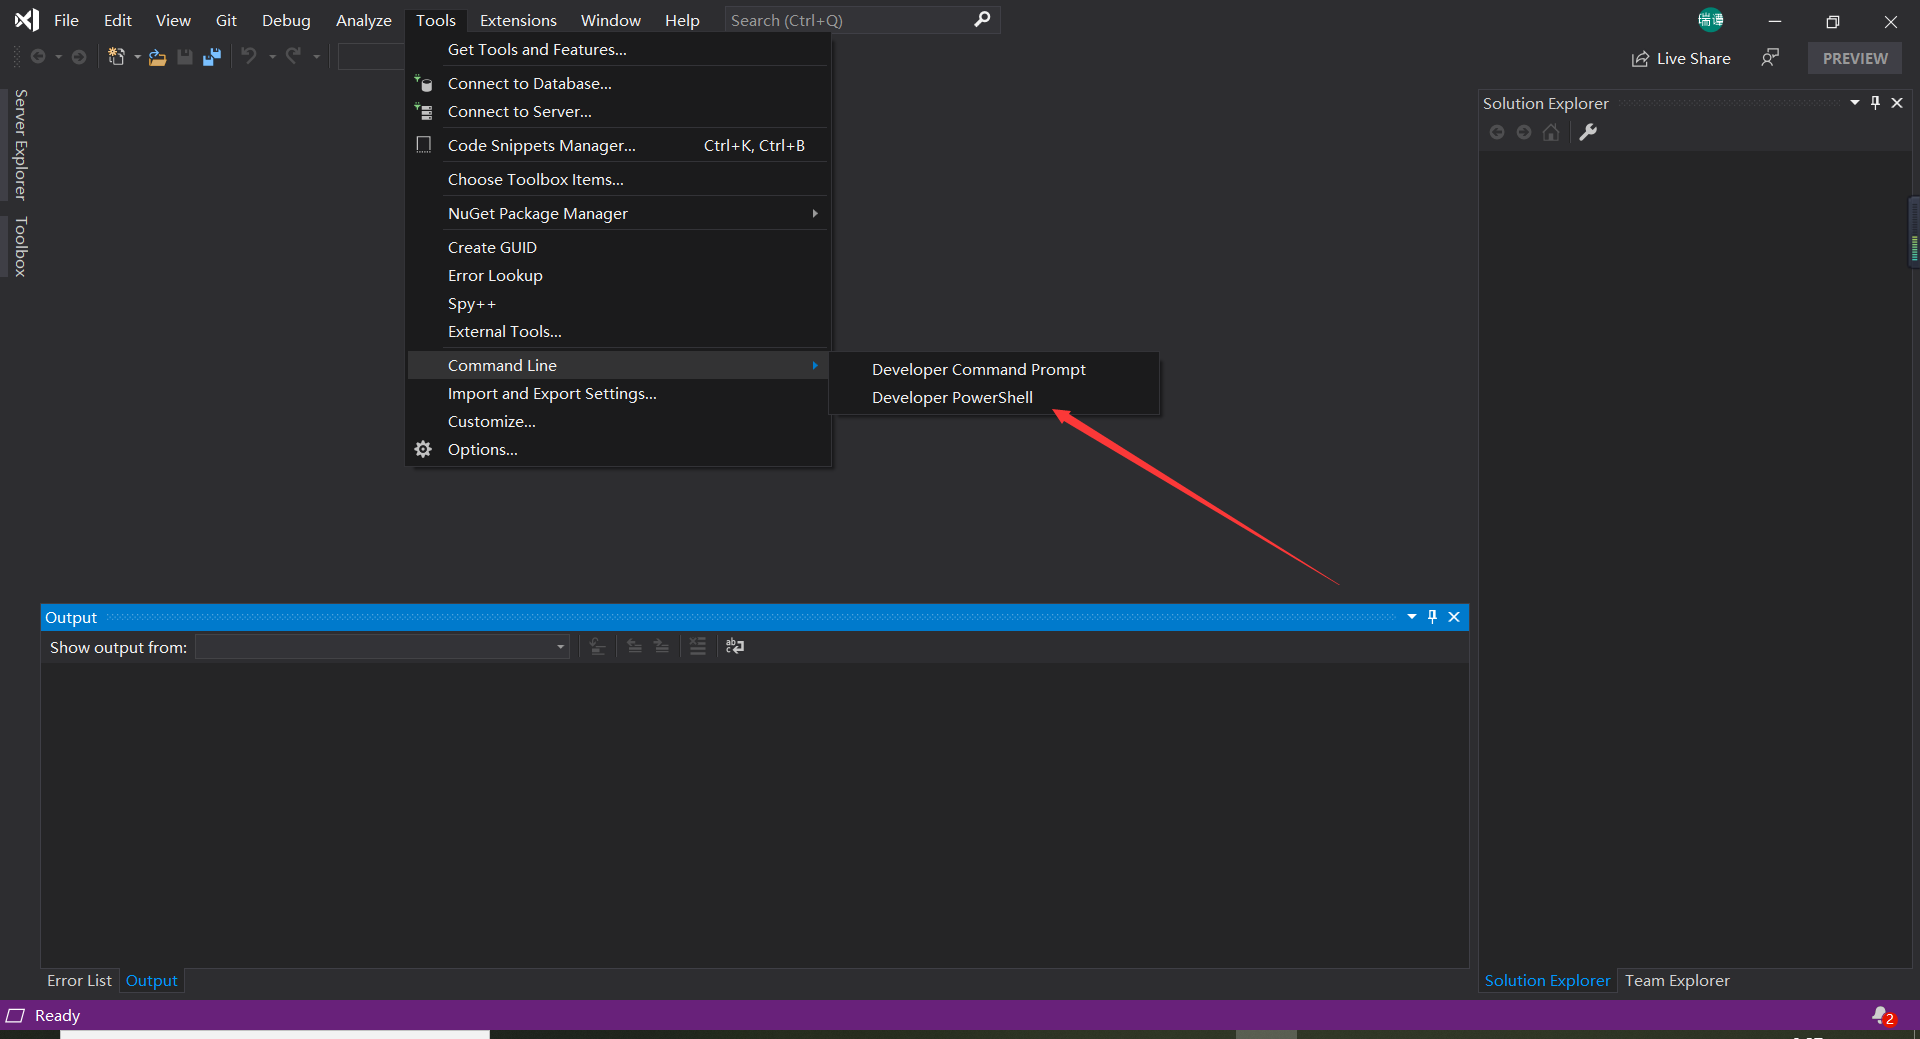 File Edit View Git Debug Analyze Tools Extensions Window Help Search (Ctrl+Q) 瑞谭
Live Share PREVIEW
Server Explorer
Toolbox
Get Tools and Features...
Connect to Database...
Connect to Server...
Code Snippets Manager... Ctrl+K, Ctrl+B
Choose Toolbox Items...
NuGet Package Manager
Create GUID
Error Lookup
Spy++
External Tools...
Command Line
Import and Export Settings...
Customize...
Options...
Developer Command Prompt
Developer PowerShell
Solution Explorer
Output
Show output from:
Error List Output
Solution Explorer Team Explorer
Ready
2